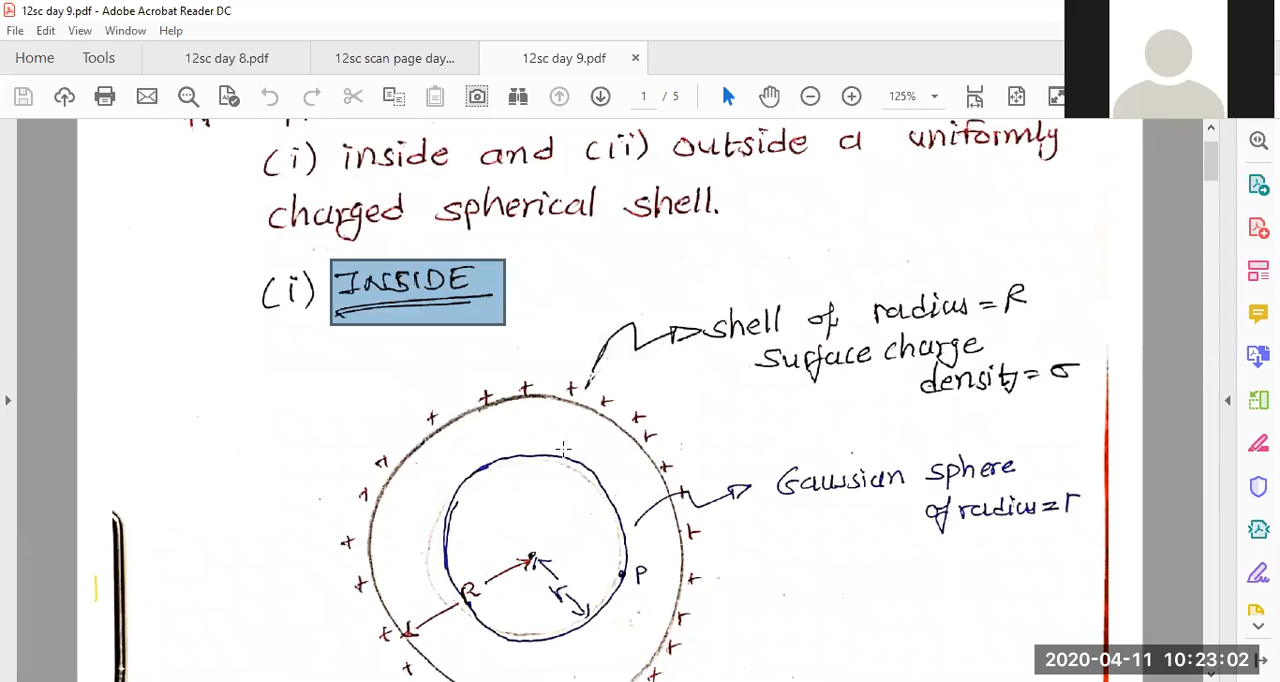 12sc day 9.pdf - Adobe Acrobat Reader DC
File Edit View Window Help
Home Tools 12sc day 8.pdf 12sc scan page day... 12sc day 9.pdf ×
1 / 5 125%
(i) inside and (ii) outside a uniformly
charged spherical shell.
(i) INSIDE
shell of radius = R
surface charge
density = σ
Gaussian sphere
of radius = r
P
R
r
2020-04-11 10:23:02